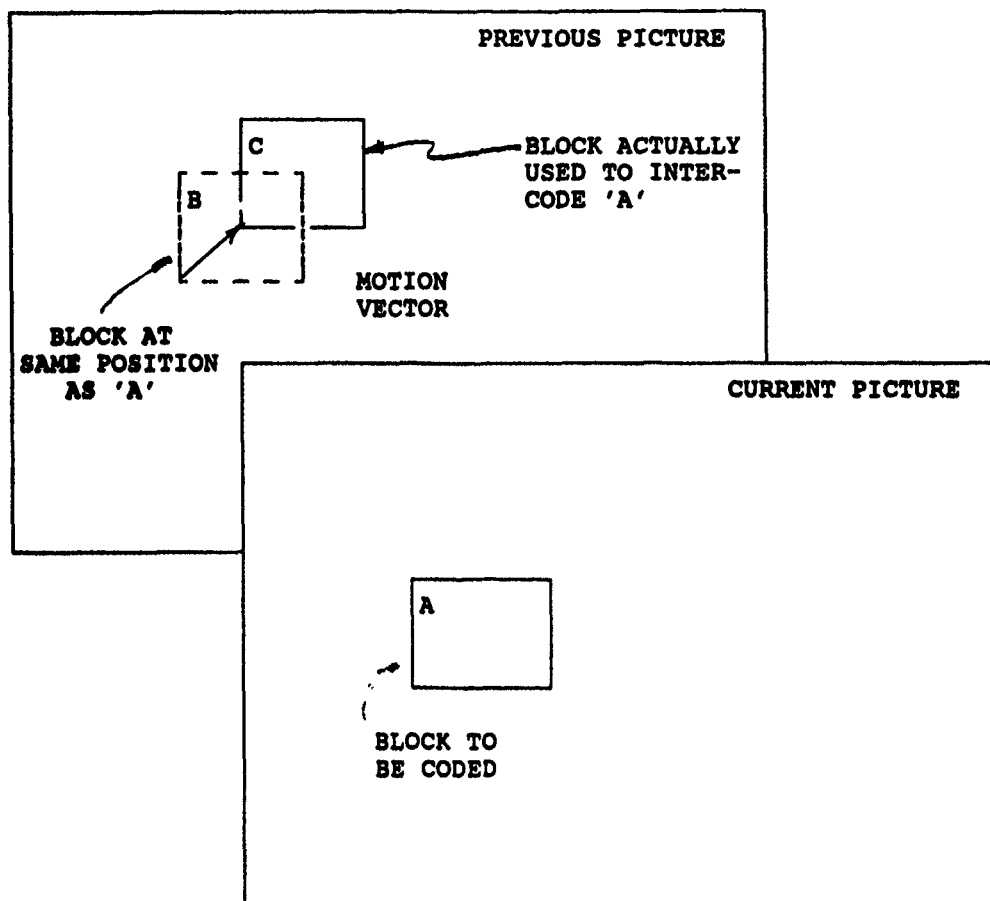 PREVIOUS PICTURE
C
BLOCK ACTUALLY
USED TO INTER-
CODE 'A'
B
MOTION
VECTOR
BLOCK AT
SAME POSITION
AS 'A'
CURRENT PICTURE
A
BLOCK TO
BE CODED